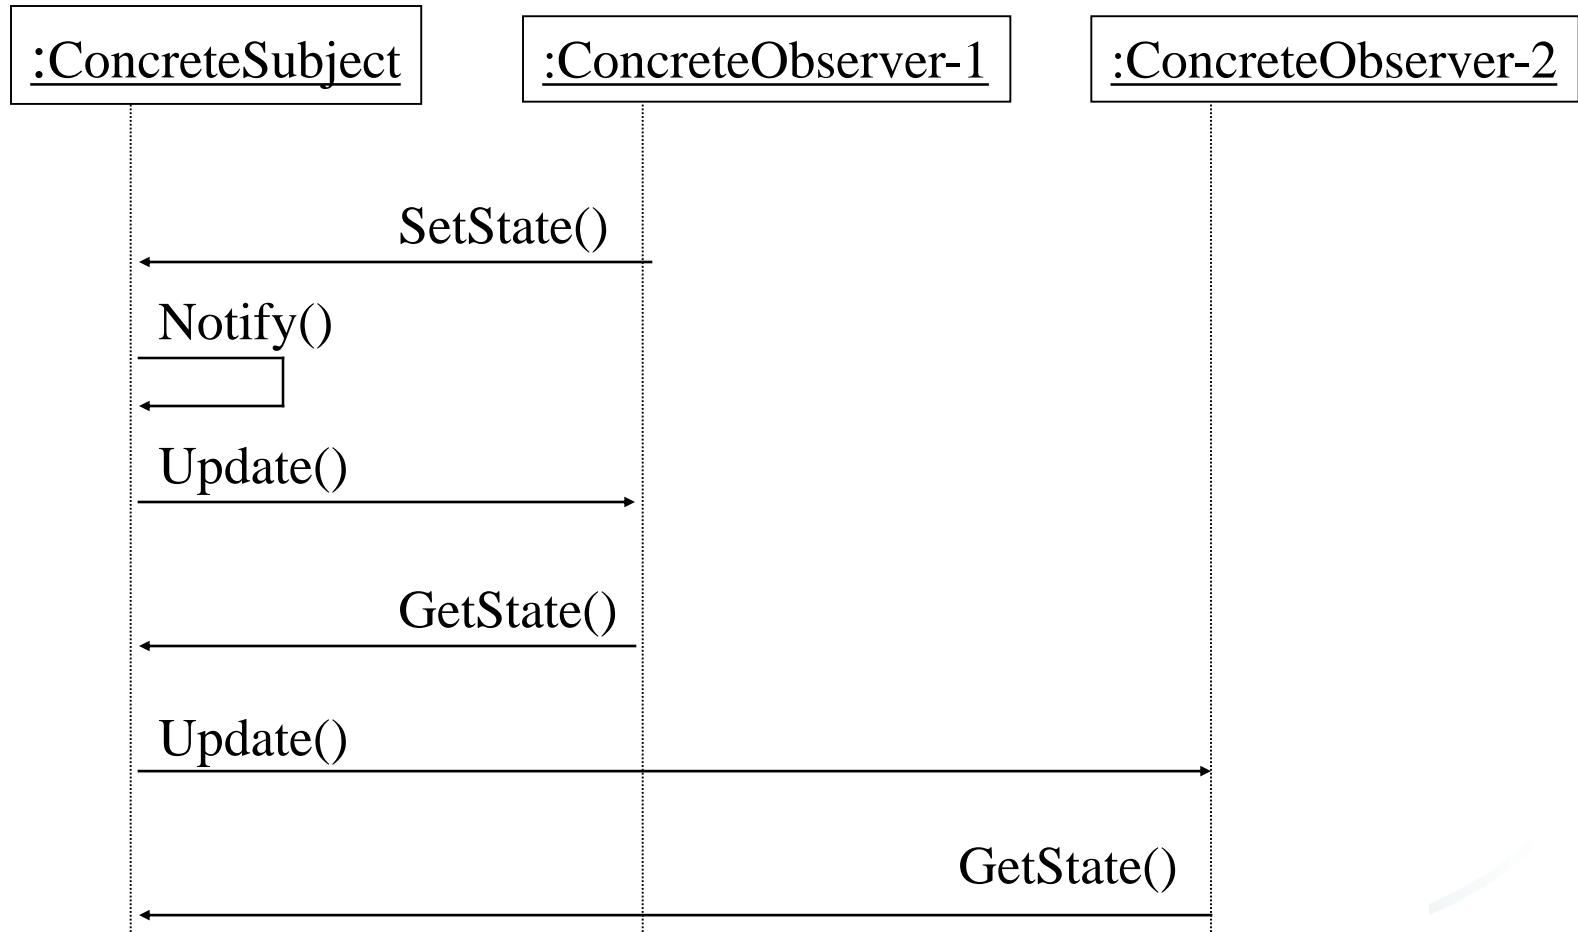 :ConcreteSubject
:ConcreteObserver-1
:ConcreteObserver-2
SetState()
Notify()
Update()
GetState()
Update()
GetState()